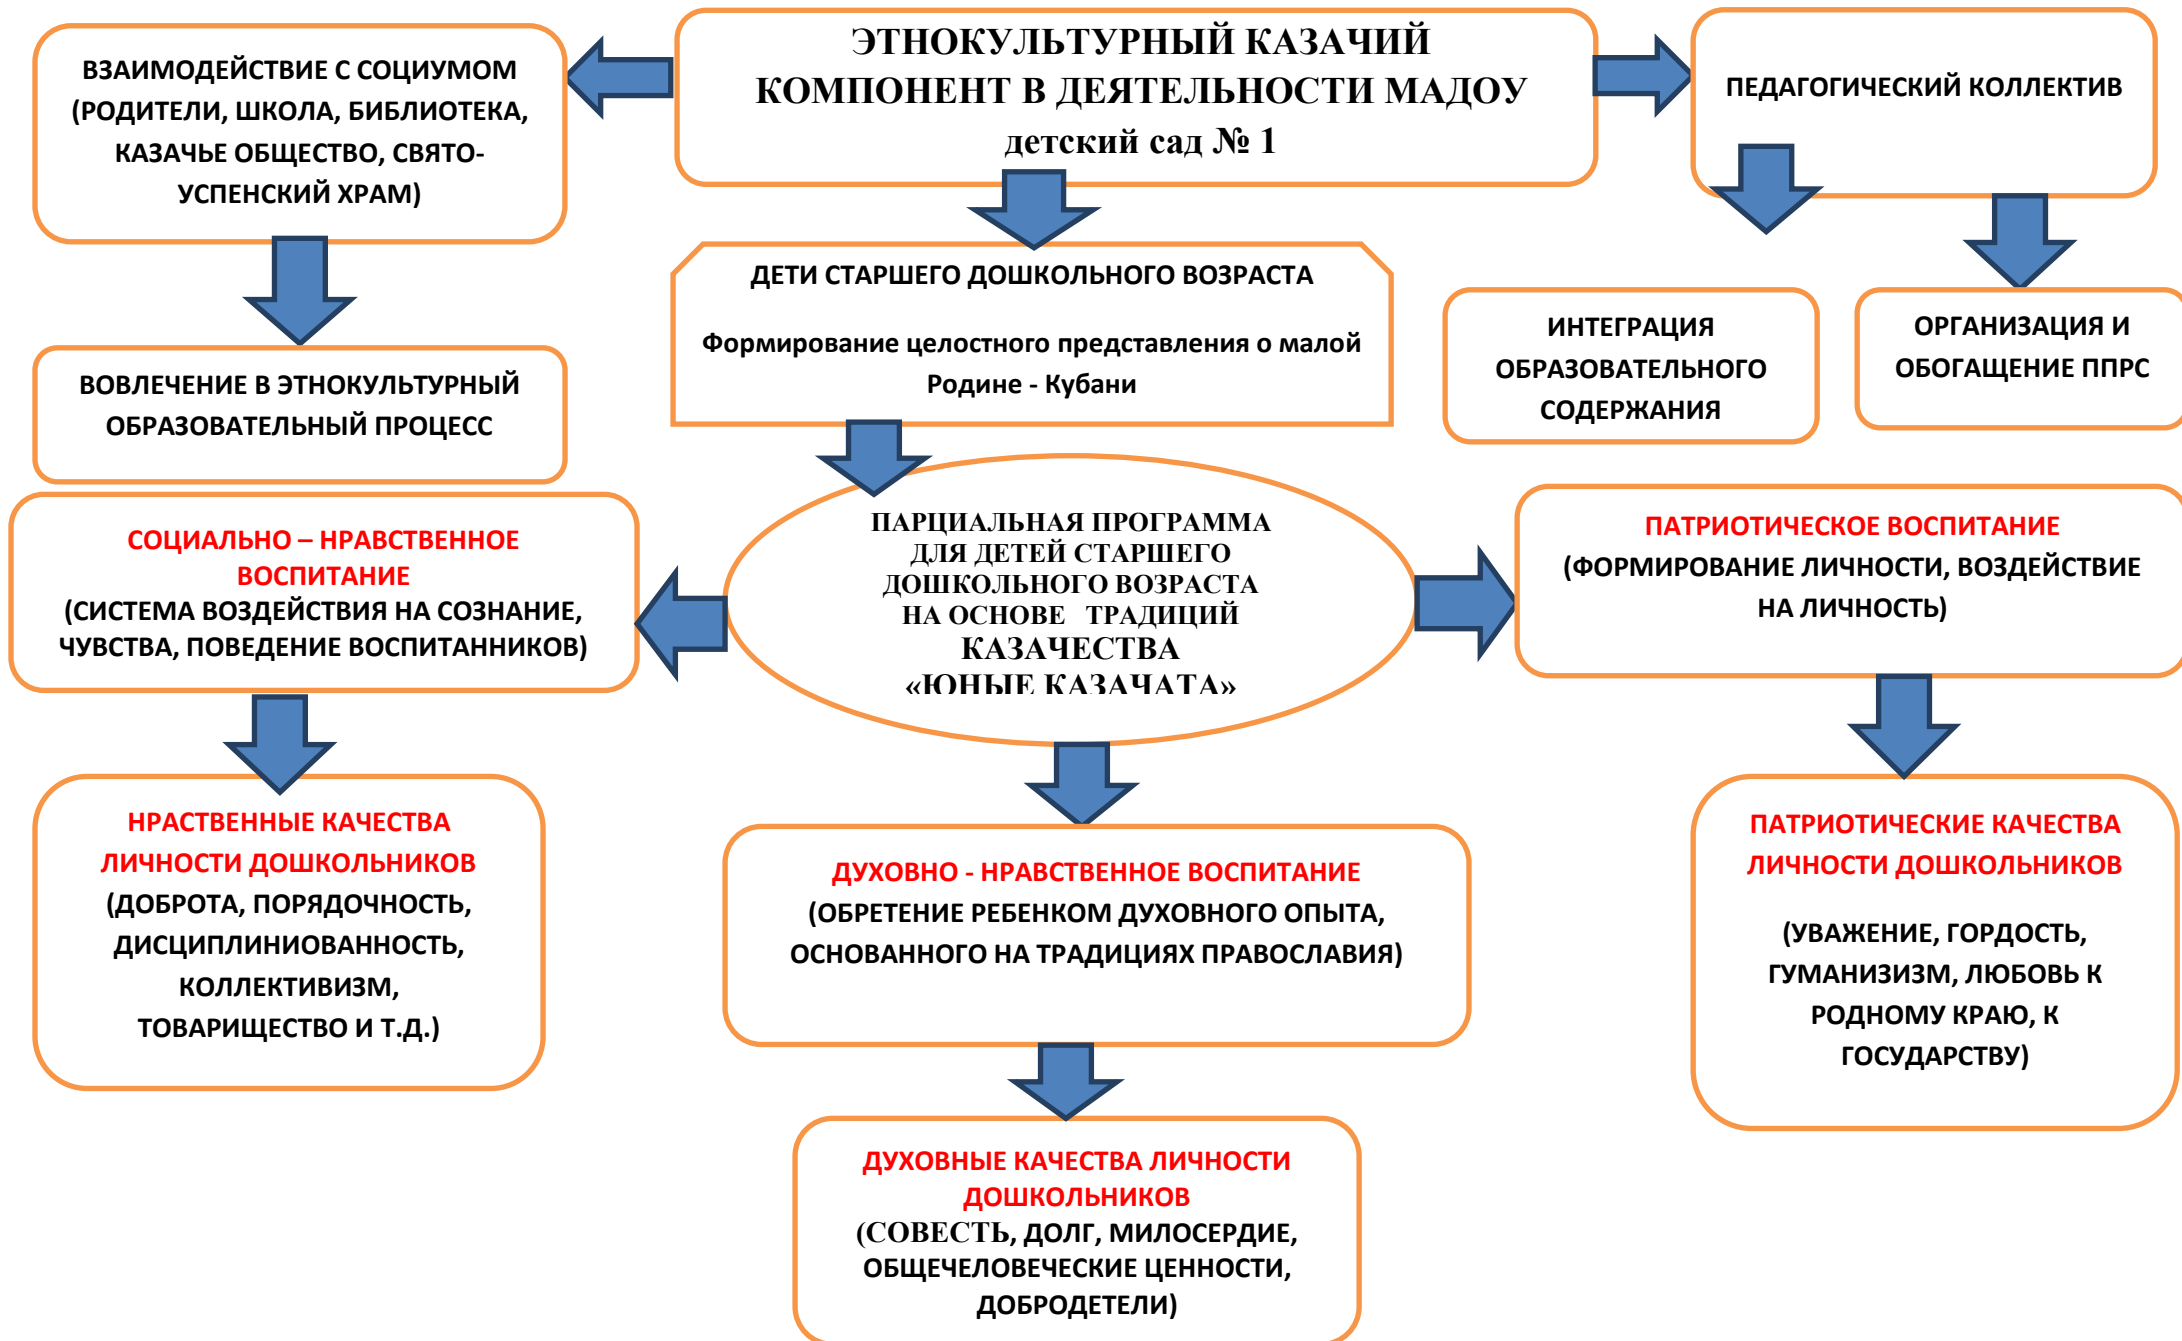 ЭТНОКУЛЬТУРНЫЙ КАЗАЧИЙ
КОМПОНЕНТ В ДЕЯТЕЛЬНОСТИ МАДОУ
детский сад № 1
ВЗАИМОДЕЙСТВИЕ С СОЦИУМОМ
(РОДИТЕЛИ, ШКОЛА, БИБЛИОТЕКА,
КАЗАЧЬЕ ОБЩЕСТВО, СВЯТО-
УСПЕНСКИЙ ХРАМ)
ПЕДАГОГИЧЕСКИЙ КОЛЛЕКТИВ
ДЕТИ СТАРШЕГО ДОШКОЛЬНОГО ВОЗРАСТА
Формирование целостного представления о малой
Родине - Кубани
ВОВЛЕЧЕНИЕ В ЭТНОКУЛЬТУРНЫЙ
ОБРАЗОВАТЕЛЬНЫЙ ПРОЦЕСС
ИНТЕГРАЦИЯ
ОБРАЗОВАТЕЛЬНОГО
СОДЕРЖАНИЯ
ОРГАНИЗАЦИЯ И
ОБОГАЩЕНИЕ ППРС
СОЦИАЛЬНО – НРАВСТВЕННОЕ
ВОСПИТАНИЕ
(СИСТЕМА ВОЗДЕЙСТВИЯ НА СОЗНАНИЕ,
ЧУВСТВА, ПОВЕДЕНИЕ ВОСПИТАННИКОВ)
ПАРЦИАЛЬНАЯ ПРОГРАММА
ДЛЯ ДЕТЕЙ СТАРШЕГО
ДОШКОЛЬНОГО ВОЗРАСТА
НА ОСНОВЕ ТРАДИЦИЙ
КАЗАЧЕСТВА
«ЮНЫЕ КАЗАЧАТА»
ПАТРИОТИЧЕСКОЕ ВОСПИТАНИЕ
(ФОРМИРОВАНИЕ ЛИЧНОСТИ, ВОЗДЕЙСТВИЕ
НА ЛИЧНОСТЬ)
НРАСТВЕННЫЕ КАЧЕСТВА
ЛИЧНОСТИ ДОШКОЛЬНИКОВ
(ДОБРОТА, ПОРЯДОЧНОСТЬ,
ДИСЦИПЛИНИОВАННОСТЬ,
КОЛЛЕКТИВИЗМ,
ТОВАРИЩЕСТВО И Т.Д.)
ДУХОВНО - НРАВСТВЕННОЕ ВОСПИТАНИЕ
(ОБРЕТЕНИЕ РЕБЕНКОМ ДУХОВНОГО ОПЫТА,
ОСНОВАННОГО НА ТРАДИЦИЯХ ПРАВОСЛАВИЯ)
ПАТРИОТИЧЕСКИЕ КАЧЕСТВА
ЛИЧНОСТИ ДОШКОЛЬНИКОВ
(УВАЖЕНИЕ, ГОРДОСТЬ,
ГУМАНИЗИЗМ, ЛЮБОВЬ К
РОДНОМУ КРАЮ, К
ГОСУДАРСТВУ)
ДУХОВНЫЕ КАЧЕСТВА ЛИЧНОСТИ
ДОШКОЛЬНИКОВ
(СОВЕСТЬ, ДОЛГ, МИЛОСЕРДИЕ,
ОБЩЕЧЕЛОВЕЧЕСКИЕ ЦЕННОСТИ,
ДОБРОДЕТЕЛИ)